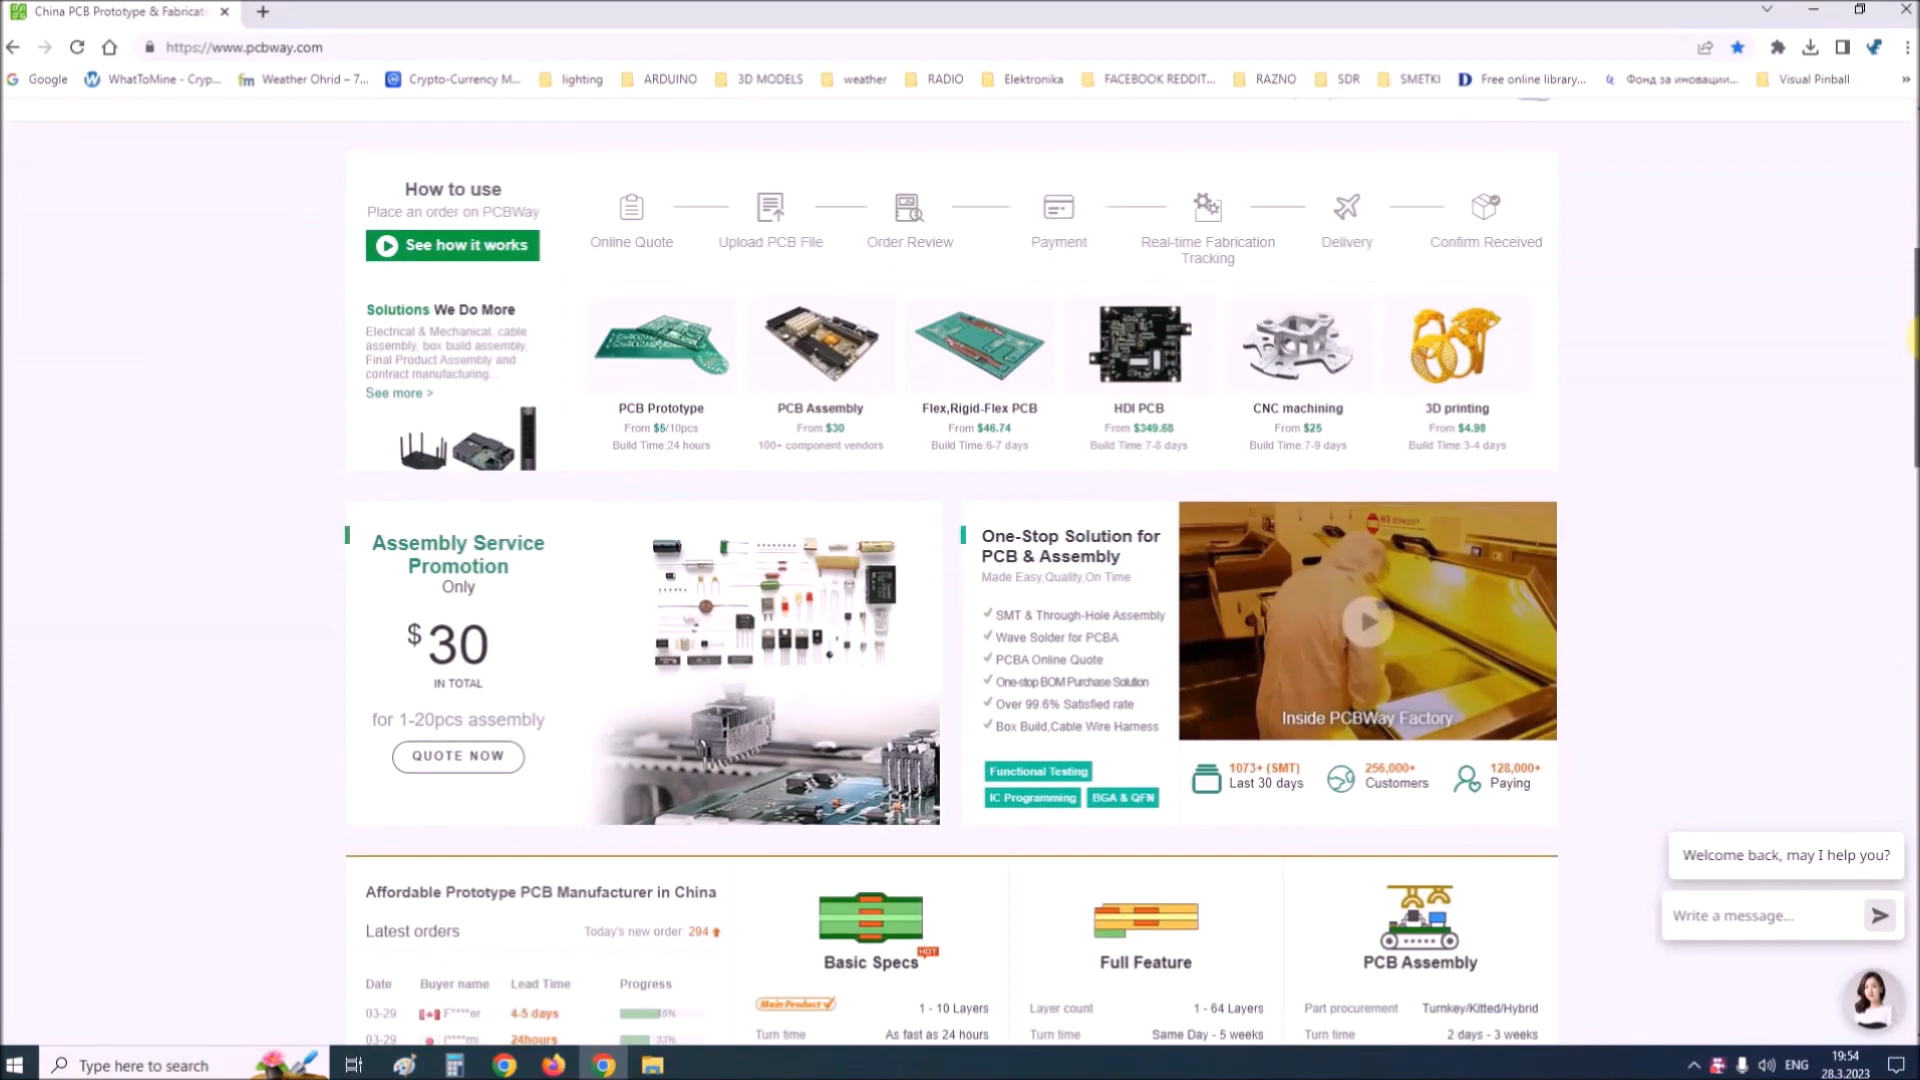 China PCB Prototype & Fabricati
https://www.pcbway.com
Google
WhatToMine - Cryp...
Weather Ohrid – 7...
Crypto-Currency M...
lighting
ARDUINO
3D MODELS
weather
RADIO
Elektronika
FACEBOOK REDDIT...
RAZNO
SDR
SMETKI
Free online library...
Фонд за иновации...
Visual Pinball
How to use
Place an order on PCBWay
See how it works
Online Quote
Upload PCB File
Order Review
Payment
Real-time Fabrication
Tracking
Delivery
Confirm Received
Solutions We Do More
Electrical & Mechanical, cable
assembly, box build assembly,
Final Product Assembly and
contract manufacturing...
See more >
PCB Prototype
From $5/10pcs
Build Time:24 hours
PCB Assembly
From $30
100+ component vendors
Flex,Rigid-Flex PCB
From $46.74
Build Time:6-7 days
HDI PCB
From $349.68
Build Time:7-8 days
CNC machining
From $25
Build Time:7-9 days
3D printing
From $4.98
Build Time:3-4 days
Assembly Service
Promotion
Only
$30
IN TOTAL
for 1-20pcs assembly
QUOTE NOW
One-Stop Solution for
PCB & Assembly
Made Easy,Quality,On Time
SMT & Through-Hole Assembly
Wave Solder for PCBA
PCBA Online Quote
One-stop BOM Purchase Solution
Over 99.6% Satisfied rate
Box Build,Cable Wire Harness
Functional Testing
IC Programming
BGA & QFN
Inside PCBWay Factory
1073+ (SMT)
Last 30 days
256,000+
Customers
128,000+
Paying
Affordable Prototype PCB Manufacturer in China
Latest orders
Today's new order: 294
Date
Buyer name
Lead Time
Progress
03-29
F****er
4-5 days
03-29
24hours
33%
HOT
Basic Specs
Main Product
1 - 10 Layers
Turn time
As fast as 24 hours
Full Feature
Layer count
1 - 64 Layers
Turn time
Same Day - 5 weeks
PCB Assembly
Part procurement
Turnkey/Kitted/Hybrid
Turn time
2 days - 3 weeks
Welcome back, may I help you?
Write a message...
Type here to search
ENG
19:54
28.3.2023